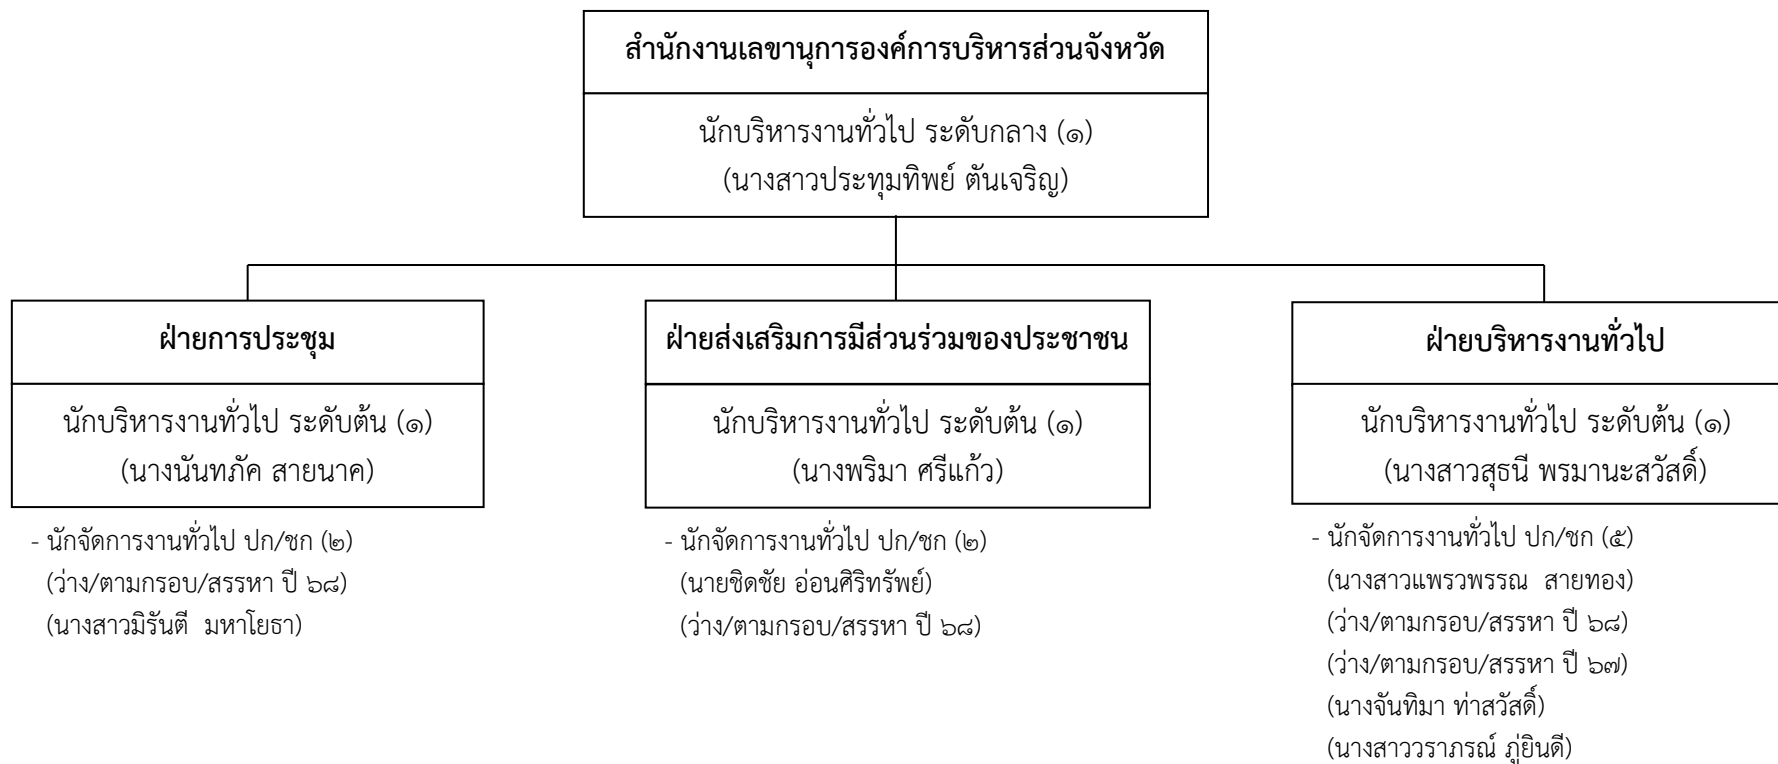 สำนักงานเลขานุการองค์การบริหารส่วนจังหวัด
นักบริหารงานทั่วไป ระดับกลาง (๑)
(นางสาวประทุมทิพย์ ตันเจริญ)
ฝ่ายการประชุม
นักบริหารงานทั่วไป ระดับต้น (๑)
(นางนันทภัค สายนาค)
- นักจัดการงานทั่วไป ปก/ชก (๒)
(ว่าง/ตามกรอบ/สรรหา ปี ๖๘)
(นางสาวมิรันตี มหาโยธา)
ฝ่ายส่งเสริมการมีส่วนร่วมของประชาชน
นักบริหารงานทั่วไป ระดับต้น (๑)
(นางพริมา ศรีแก้ว)
- นักจัดการงานทั่วไป ปก/ชก (๒)
(นายชิดชัย อ่อนศิริทรัพย์)
(ว่าง/ตามกรอบ/สรรหา ปี ๖๘)
ฝ่ายบริหารงานทั่วไป
นักบริหารงานทั่วไป ระดับต้น (๑)
(นางสาวสุธนี พรมานะสวัสดิ์)
- นักจัดการงานทั่วไป ปก/ชก (๕)
(นางสาวแพรวพรรณ สายทอง)
(ว่าง/ตามกรอบ/สรรหา ปี ๖๘)
(ว่าง/ตามกรอบ/สรรหา ปี ๖๗)
(นางจันทิมา ท่าสวัสดิ์)
(นางสาววราภรณ์ ภู่ยินดี)